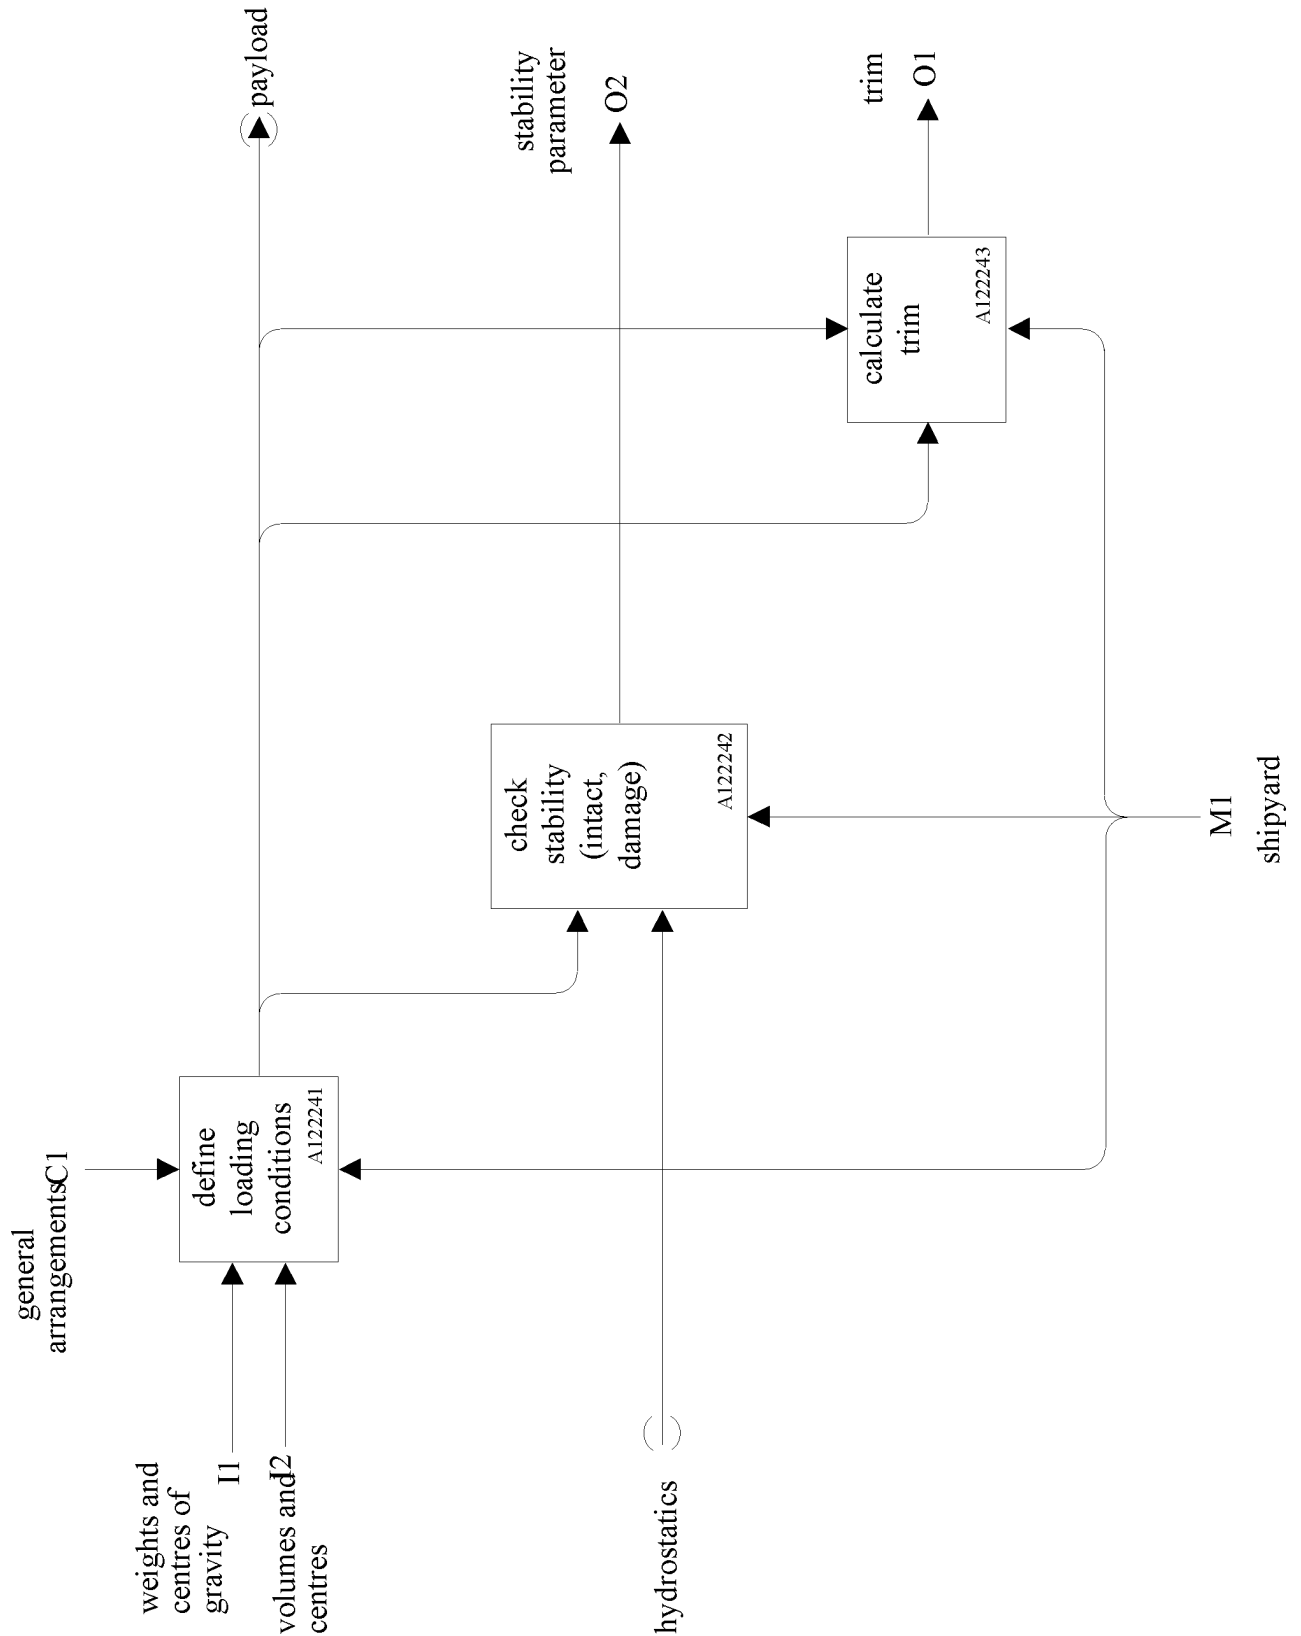 general
arrangements
C1
weights and
centres of
gravity
I1
I2
volumes and
centres
define
loading
conditions
A122241
payload
hydrostatics
check
stability
(intact,
damage)
A122242
stability
parameter
O2
calculate
trim
A122243
trim
O1
M1
shipyard